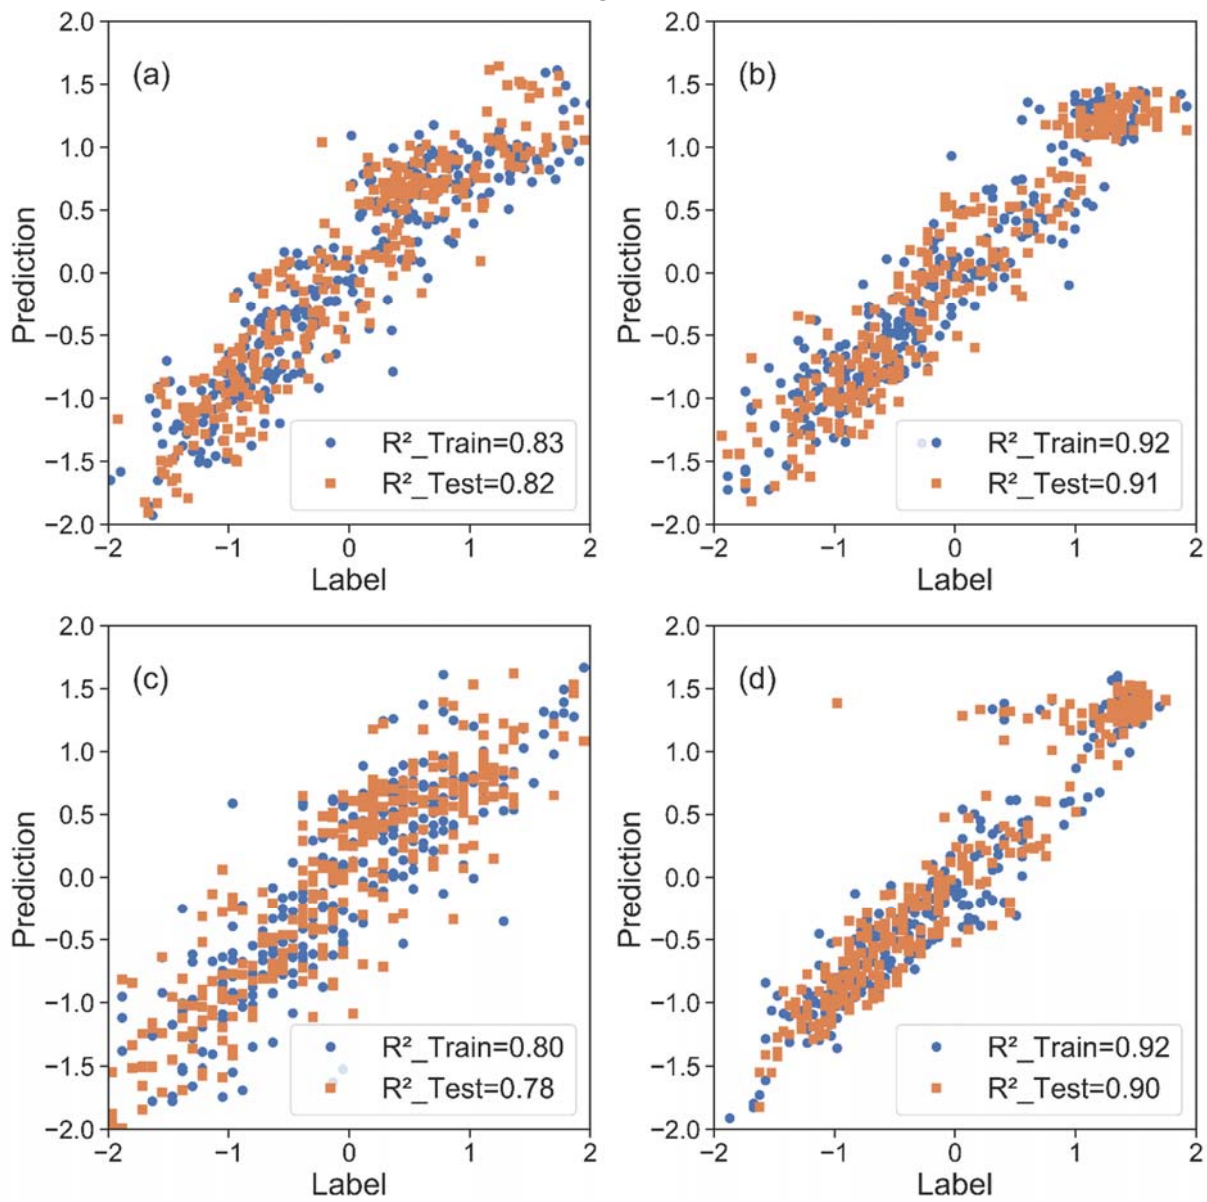 2.0
1.5
1.0
0.5
0.0
−0.5
−1.0
−1.5
−2.0
Prediction
(a)
R²_Train=0.83
R²_Test=0.82
−2 −1 0 1 2
Label
2.0
1.5
1.0
0.5
0.0
−0.5
−1.0
−1.5
−2.0
Prediction
(b)
R²_Train=0.92
R²_Test=0.91
−2 −1 0 1 2
Label
2.0
1.5
1.0
0.5
0.0
−0.5
−1.0
−1.5
−2.0
Prediction
(c)
R²_Train=0.80
R²_Test=0.78
−2 −1 0 1 2
Label
2.0
1.5
1.0
0.5
0.0
−0.5
−1.0
−1.5
−2.0
Prediction
(d)
R²_Train=0.92
R²_Test=0.90
−2 −1 0 1 2
Label